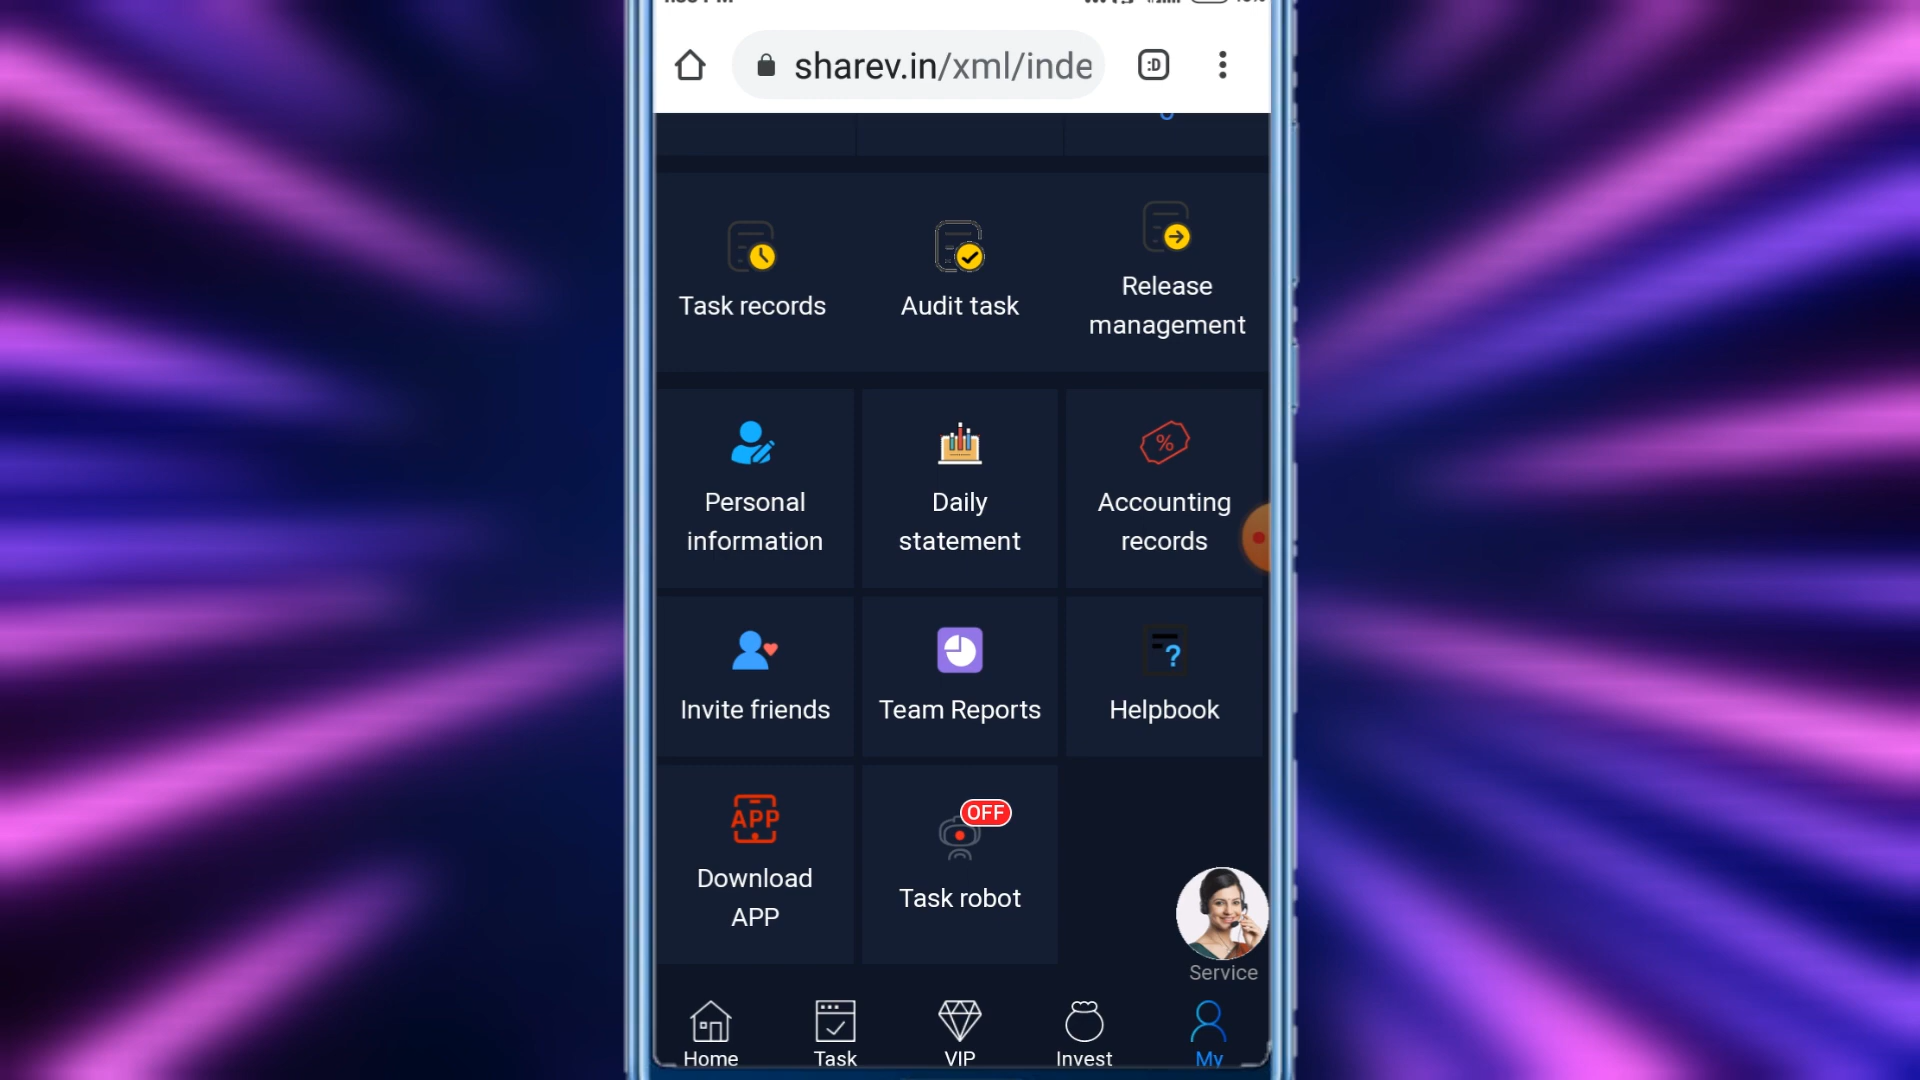 sharev.in/xml/inde
:D
Task records
Audit task
Release
management
Personal
information
Daily
statement
%
Accounting
records
Invite friends
Team Reports
?
Helpbook
APP
Download
APP
OFF
Task robot
Service
Home
Task
VIP
Invest
My